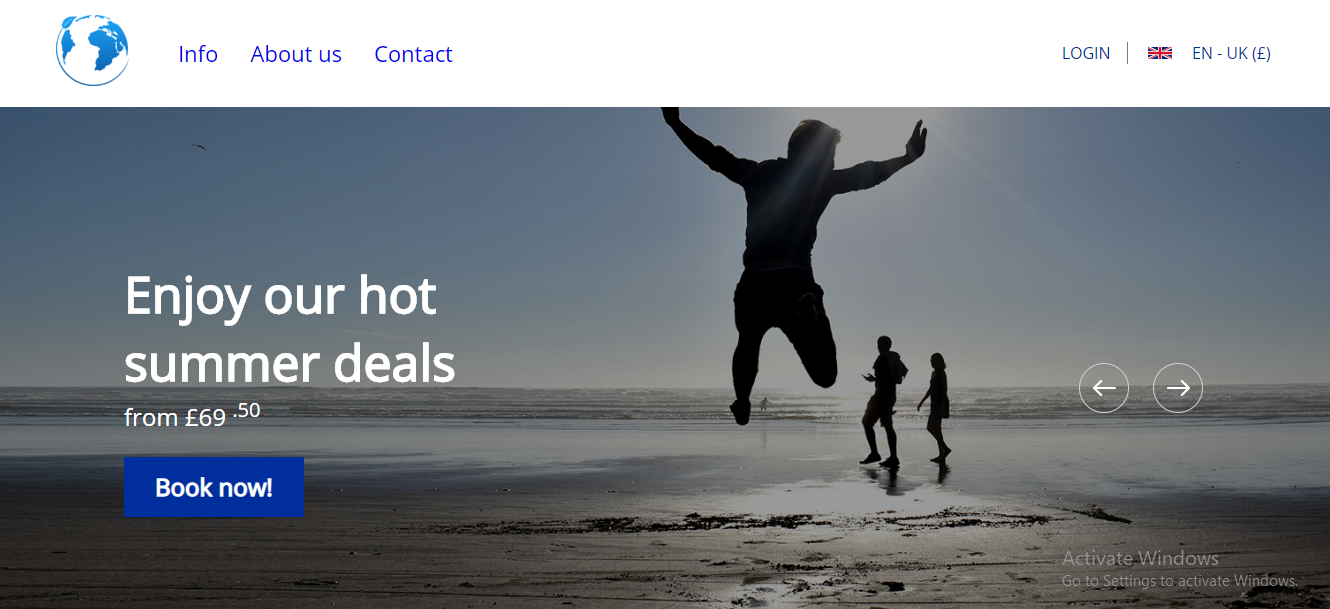 Info About us Contact LOGIN EN - UK (£)
Enjoy our hot
summer deals
from £69 .50
Book now!
Activate Windows
Go to Settings to activate Windows.